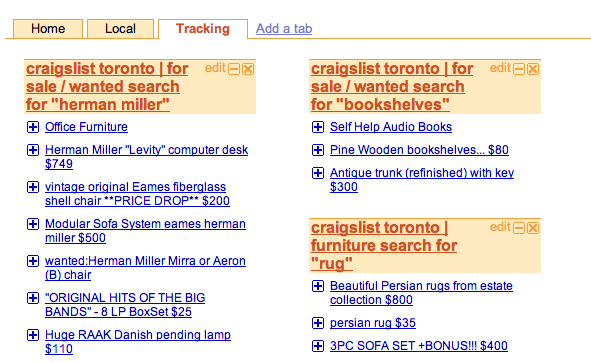 Home Local Tracking Add a tab
craigslist toronto | for edit
sale / wanted search
for "herman miller"
Office Furniture
Herman Miller "Levity" computer desk
$749
vintage original Eames fiberglass
shell chair **PRICE DROP** $200
Modular Sofa System eames herman
miller $500
wanted:Herman Miller Mirra or Aeron
(B) chair
"ORIGINAL HITS OF THE BIG
BANDS" - 8 LP BoxSet $25
Huge RAAK Danish pending lamp
$110
craigslist toronto | for edit
sale / wanted search
for "bookshelves"
Self Help Audio Books
Pine Wooden bookshelves... $80
Antique trunk (refinished) with key
$300
craigslist toronto | edit
furniture search for
"rug"
Beautiful Persian rugs from estate
collection $800
persian rug $35
3PC SOFA SET +BONUS!!! $400